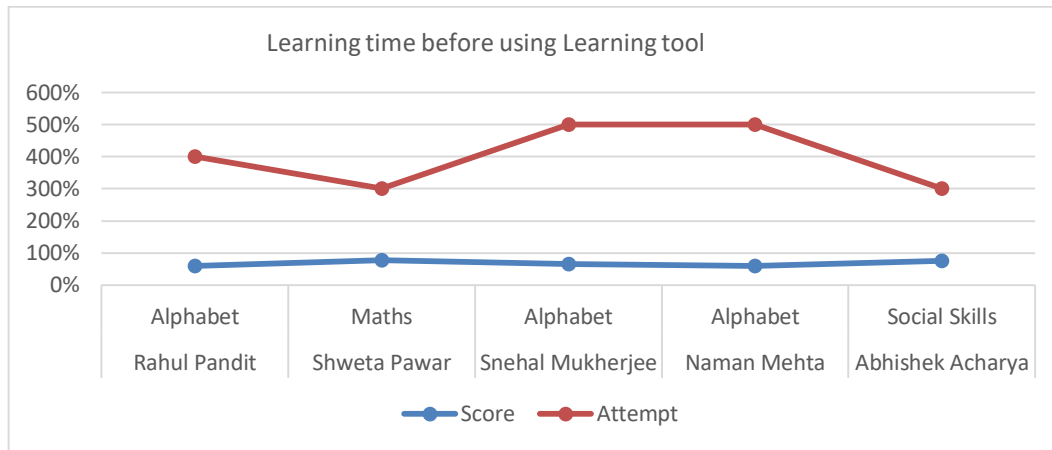 Learning time before using Learning tool
600%
500%
400%
300%
200%
100%
0%
Alphabet Maths Alphabet Alphabet Social Skills
Rahul Pandit Shweta Pawar Snehal Mukherjee Naman Mehta Abhishek Acharya
Score Attempt